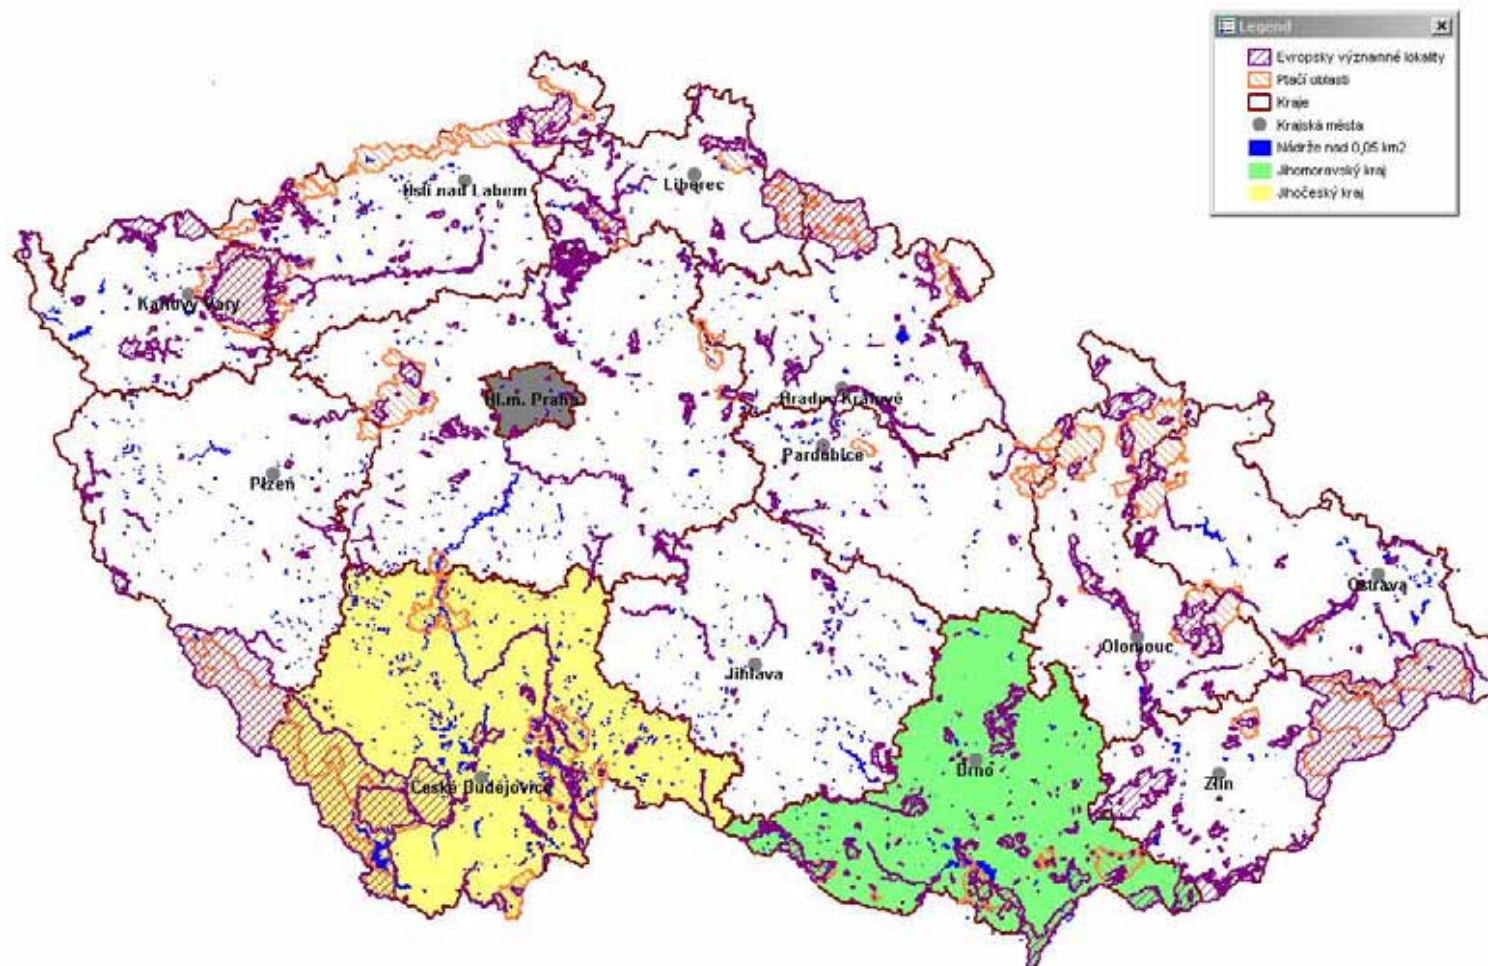 Legend
Evropsky významné lokality
Ptačí oblasti
Kraje
Krajská města
Nádrže nad 0,05 km2
Jihomoravský kraj
Jihočeský kraj
Ústí nad Labem
Liberec
Karlovy Vary
Hl.m. Praha
Hradec Králové
Pardubice
Plzeň
Ostrava
Olomouc
Jihlava
Brno
Zlín
České Budějovice